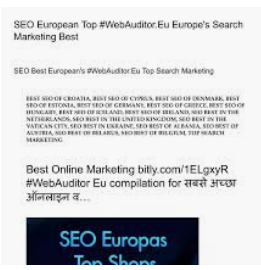 SEO European Top #WebAuditor.Eu Europe's Search
Marketing Best
SEO Best European's #WebAuditor.Eu Top Search Marketing
BEST SEO OF CROATIA, BEST SEO OF CYPRUS, BEST SEO OF DENMARK, BEST
SEO OF ESTONIA, BEST SEO OF GERMANY, BEST SEO OF GREECE, BEST SEO OF
HUNGARY, BEST SEO OF ICELAND, BEST SEO OF IRELAND, SEO BEST IN THE
NETHERLANDS, SEO BEST IN THE UNITED KINGDOM, SEO BEST IN THE
VATICAN CITY, SEO BEST IN UKRAINE, SEO BEST OF ALBANIA, SEO BEST OF
AUSTRIA, SEO BEST OF BELARUS, SEO BEST OF BELGIUM, TOP SEARCH
MARKETING
Best Online Marketing bitly.com/1ELgxyR
#WebAuditor Eu compilation for सबसे अच्छा
ऑनलाइन व...
SEO Europas
Top Shops